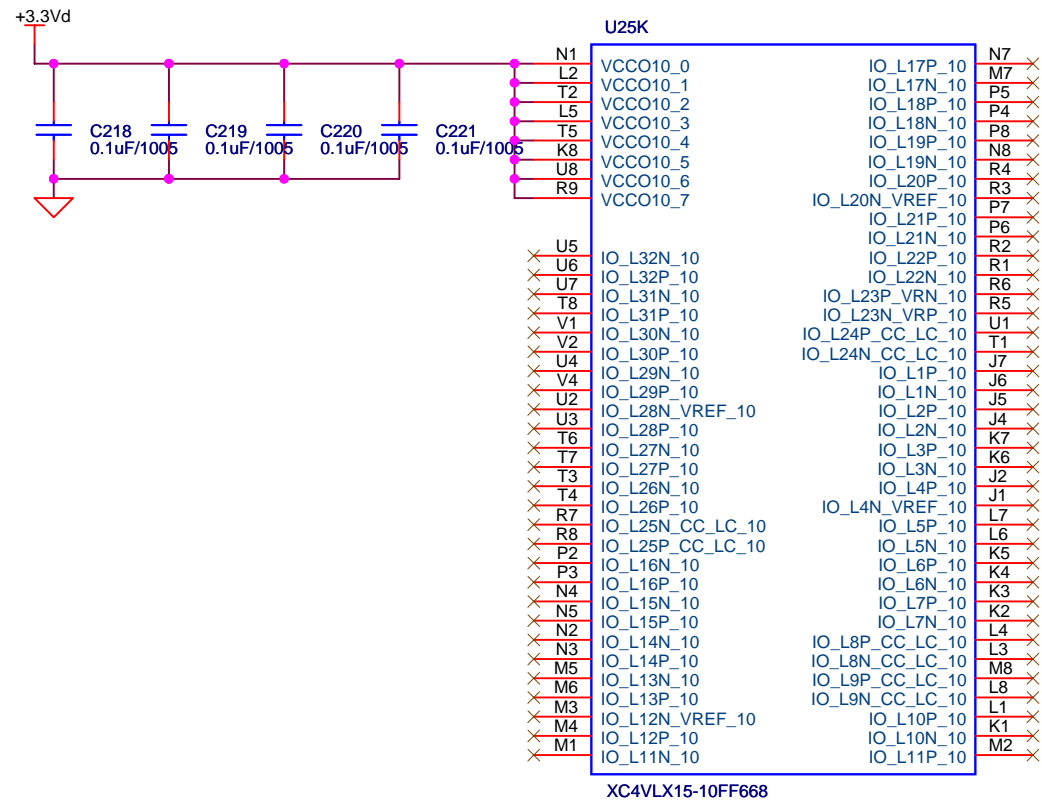 +3.3Vd
U25K
C218
0.1uF/1005
C219
0.1uF/1005
C220
0.1uF/1005
C221
0.1uF/1005
N1 VCCO10_0
L2 VCCO10_1
T2 VCCO10_2
L5 VCCO10_3
T5 VCCO10_4
K8 VCCO10_5
U8 VCCO10_6
R9 VCCO10_7
U5 IO_L32N_10
U6 IO_L32P_10
U7 IO_L31N_10
T8 IO_L31P_10
V1 IO_L30N_10
V2 IO_L30P_10
U4 IO_L29N_10
V4 IO_L29P_10
U2 IO_L28N_VREF_10
U3 IO_L28P_10
T6 IO_L27N_10
T7 IO_L27P_10
T3 IO_L26N_10
T4 IO_L26P_10
R7 IO_L25N_CC_LC_10
R8 IO_L25P_CC_LC_10
P2 IO_L16N_10
P3 IO_L16P_10
N4 IO_L15N_10
N5 IO_L15P_10
N2 IO_L14N_10
N3 IO_L14P_10
M5 IO_L13N_10
M6 IO_L13P_10
M3 IO_L12N_VREF_10
M4 IO_L12P_10
M1 IO_L11N_10
IO_L17P_10 N7
IO_L17N_10 M7
IO_L18P_10 P5
IO_L18N_10 P4
IO_L19P_10 P8
IO_L19N_10 N8
IO_L20P_10 R4
IO_L20N_VREF_10 R3
IO_L21P_10 P7
IO_L21N_10 P6
IO_L22P_10 R2
IO_L22N_10 R1
IO_L23P_VRN_10 R6
IO_L23N_VRP_10 R5
IO_L24P_CC_LC_10 U1
IO_L24N_CC_LC_10 T1
IO_L1P_10 J7
IO_L1N_10 J6
IO_L2P_10 J5
IO_L2N_10 J4
IO_L3P_10 K7
IO_L3N_10 K6
IO_L4P_10 J2
IO_L4N_VREF_10 J1
IO_L5P_10 L7
IO_L5N_10 L6
IO_L6P_10 K5
IO_L6N_10 K4
IO_L7P_10 K3
IO_L7N_10 K2
IO_L8P_CC_LC_10 L4
IO_L8N_CC_LC_10 L3
IO_L9P_CC_LC_10 M8
IO_L9N_CC_LC_10 L8
IO_L10P_10 L1
IO_L10N_10 K1
IO_L11P_10 M2
XC4VLX15-10FF668